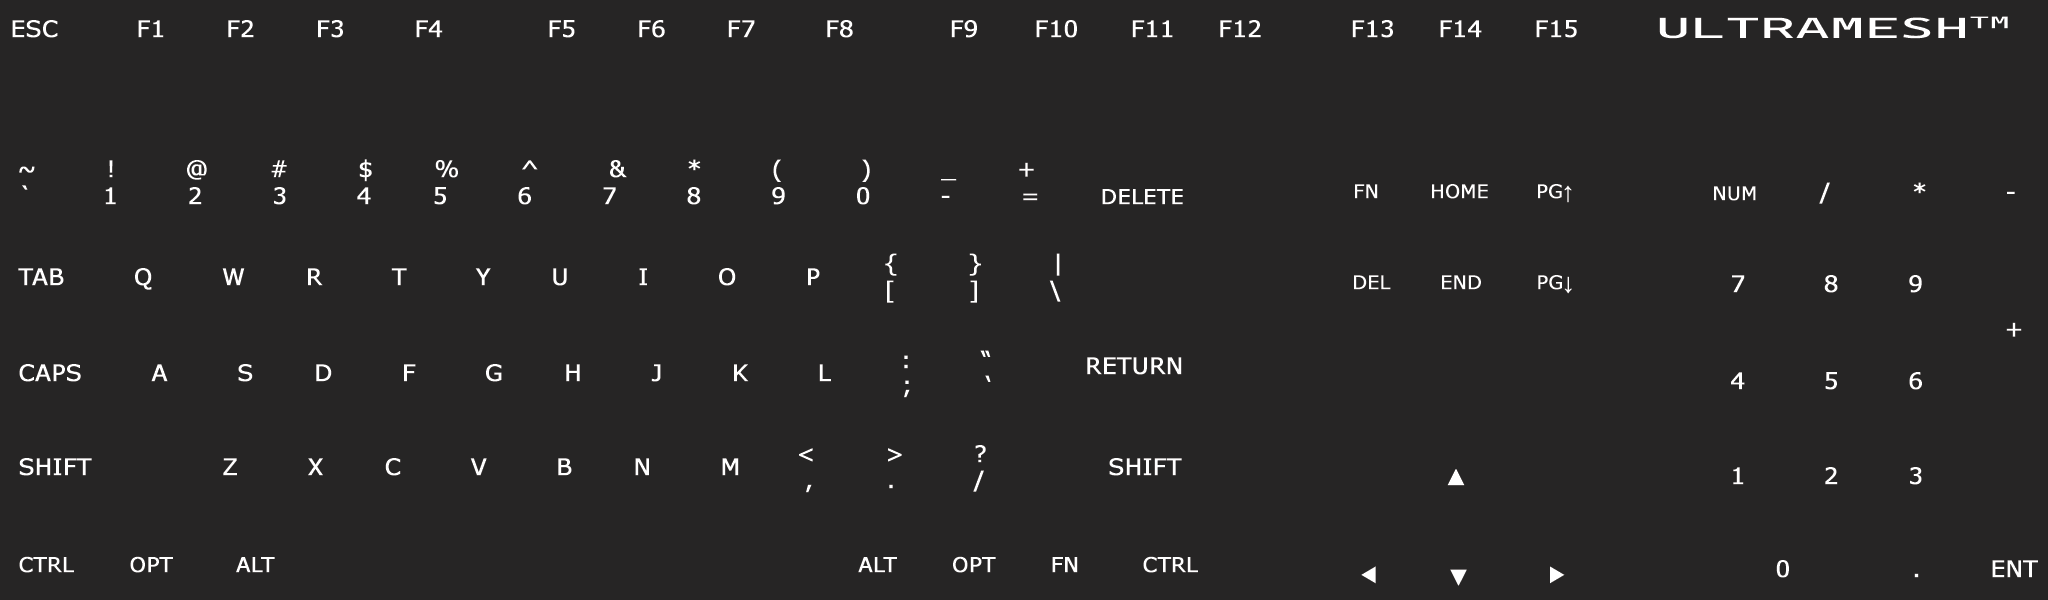 ESC F1 F2 F3 F4 F5 F6 F7 F8 F9 F10 F11 F12 F13 F14 F15 ULTRAMESH™
~ ! @ # $ % ^ & * ( ) _ +
` 1 2 3 4 5 6 7 8 9 0 - = DELETE FN HOME PG↑ NUM / * -
{ } |
TAB Q W R T Y U I O P [ ] \ DEL END PG↓ 7 8 9
+
: “
CAPS A S D F G H J K L ; ‘ RETURN 4 5 6
< > ?
SHIFT Z X C V B N M , . / SHIFT ▲ 1 2 3
CTRL OPT ALT ALT OPT FN CTRL ◀ ▼ ▶ 0 . ENT